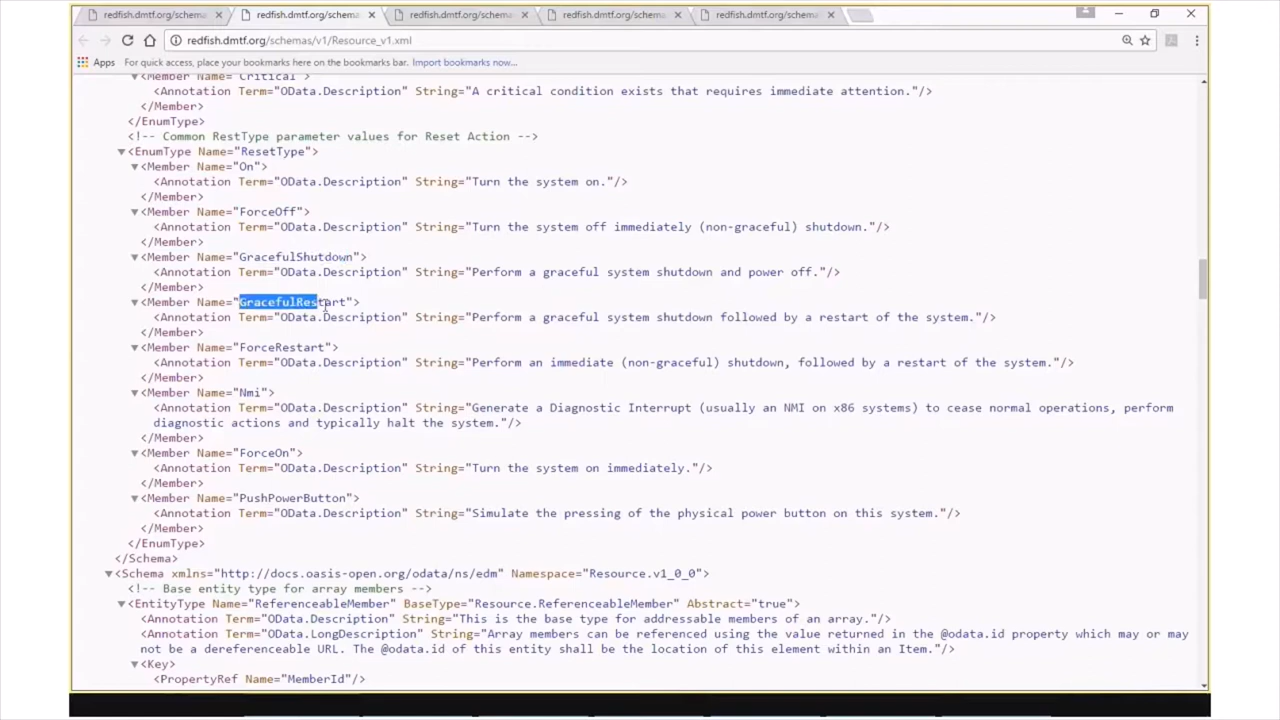 redfish.dmtf.org/schema
redfish.dmtf.org/schema
redfish.dmtf.org/schema
redfish.dmtf.org/schema
redfish.dmtf.org/schema
redfish.dmtf.org/schemas/v1/Resource_v1.xml
Apps For quick access, place your bookmarks here on the bookmarks bar. Import bookmarks now...
<Member Name="Critical">
<Annotation Term="OData.Description" String="A critical condition exists that requires immediate attention."/>
</Member>
</EnumType>
<!-- Common RestType parameter values for Reset Action -->
▼<EnumType Name="ResetType">
▼<Member Name="On">
<Annotation Term="OData.Description" String="Turn the system on."/>
</Member>
▼<Member Name="ForceOff">
<Annotation Term="OData.Description" String="Turn the system off immediately (non-graceful) shutdown."/>
</Member>
▼<Member Name="GracefulShutdown">
<Annotation Term="OData.Description" String="Perform a graceful system shutdown and power off."/>
</Member>
▼<Member Name="GracefulRestart">
<Annotation Term="OData.Description" String="Perform a graceful system shutdown followed by a restart of the system."/>
</Member>
▼<Member Name="ForceRestart">
<Annotation Term="OData.Description" String="Perform an immediate (non-graceful) shutdown, followed by a restart of the system."/>
</Member>
▼<Member Name="Nmi">
<Annotation Term="OData.Description" String="Generate a Diagnostic Interrupt (usually an NMI on x86 systems) to cease normal operations, perform
diagnostic actions and typically halt the system."/>
</Member>
▼<Member Name="ForceOn">
<Annotation Term="OData.Description" String="Turn the system on immediately."/>
</Member>
▼<Member Name="PushPowerButton">
<Annotation Term="OData.Description" String="Simulate the pressing of the physical power button on this system."/>
</Member>
</EnumType>
</Schema>
▼<Schema xmlns="http://docs.oasis-open.org/odata/ns/edm" Namespace="Resource.v1_0_0">
<!-- Base entity type for array members -->
▼<EntityType Name="ReferenceableMember" BaseType="Resource.ReferenceableMember" Abstract="true">
<Annotation Term="OData.Description" String="This is the base type for addressable members of an array."/>
<Annotation Term="OData.LongDescription" String="Array members can be referenced using the value returned in the @odata.id property which may or may
not be a dereferenceable URL. The @odata.id of this entity shall be the location of this element within an Item."/>
▼<Key>
<PropertyRef Name="MemberId"/>